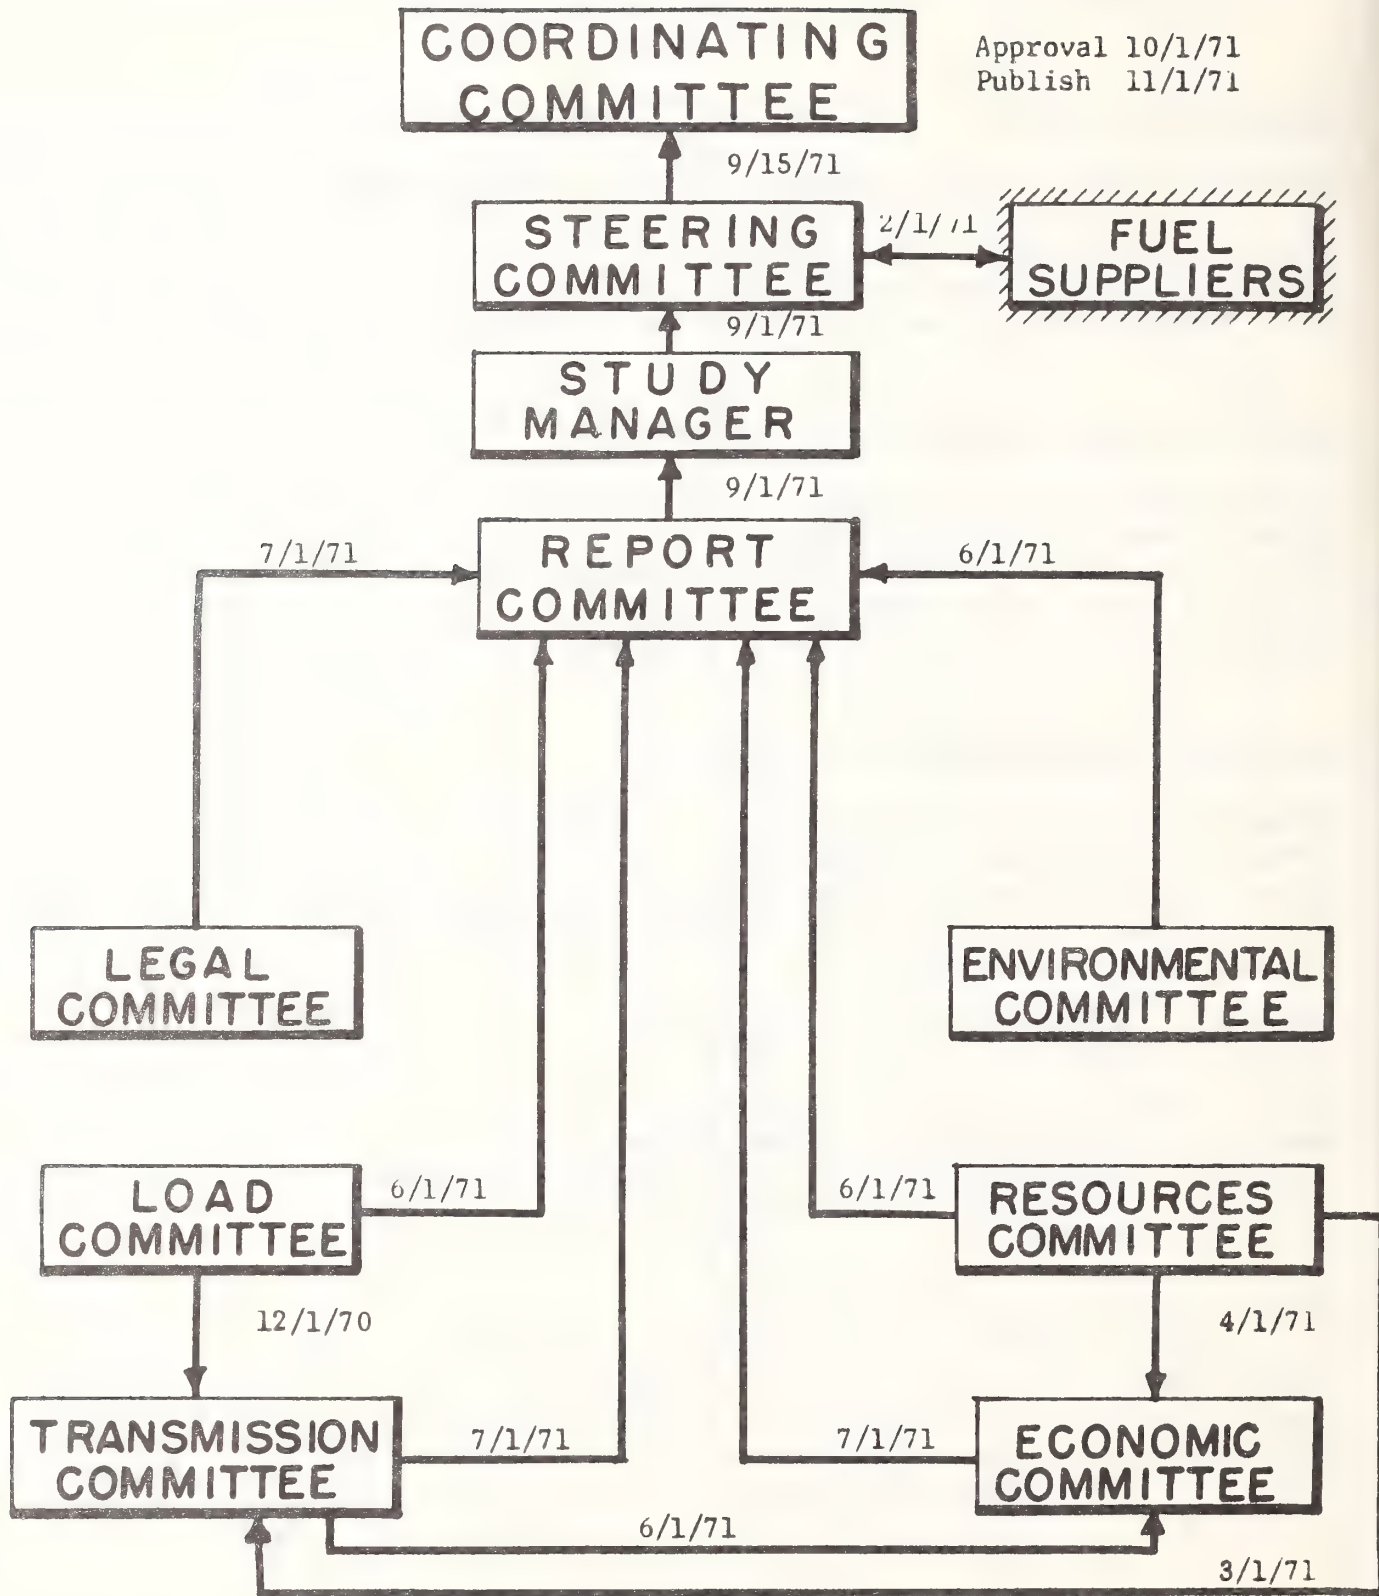 COORDINATING
COMMITTEE
Approval 10/1/71
Publish 11/1/71
9/15/71
STEERING
COMMITTEE
2/1/71
FUEL
SUPPLIERS
9/1/71
STUDY
MANAGER
9/1/71
REPORT
COMMITTEE
7/1/71
6/1/71
LEGAL
COMMITTEE
ENVIRONMENTAL
COMMITTEE
LOAD
COMMITTEE
6/1/71
6/1/71
RESOURCES
COMMITTEE
12/1/70
4/1/71
TRANSMISSION
COMMITTEE
7/1/71
7/1/71
ECONOMIC
COMMITTEE
6/1/71
3/1/71